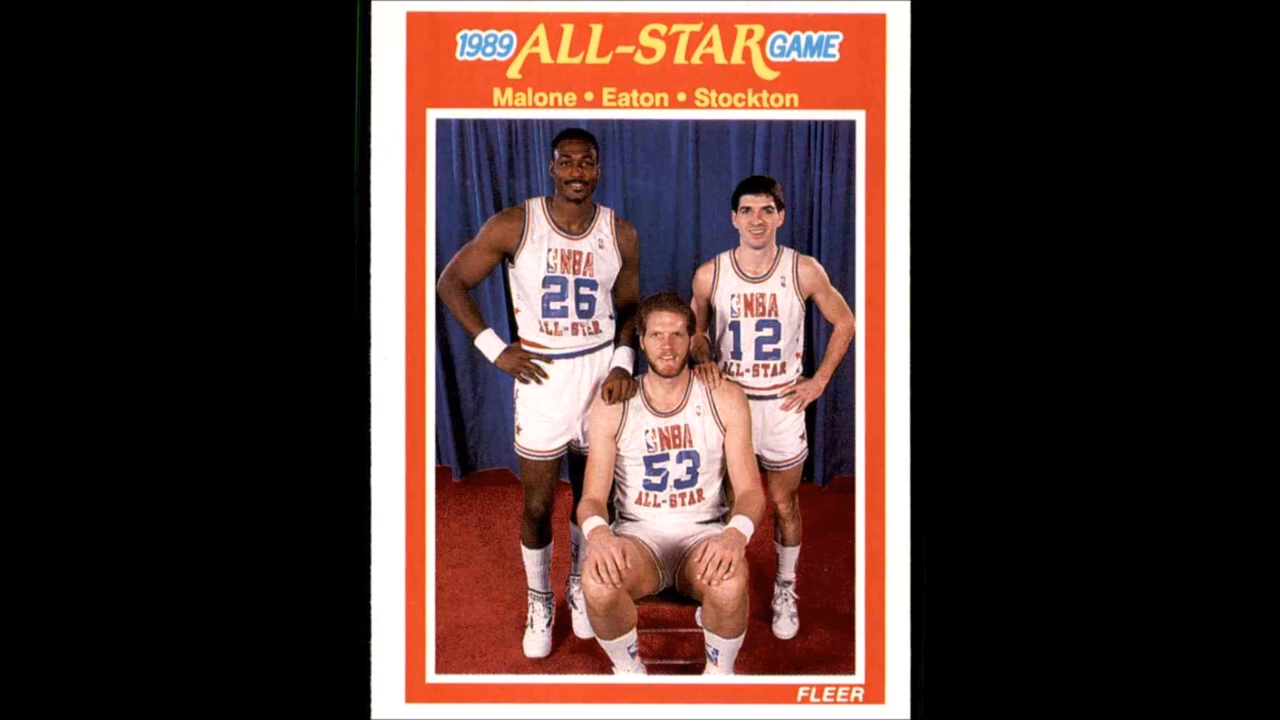 1989 ALL-STAR GAME
Malone • Eaton • Stockton
NBA
26
ALL-STAR
NBA
12
ALL-STAR
NBA
53
ALL-STAR
FLEER